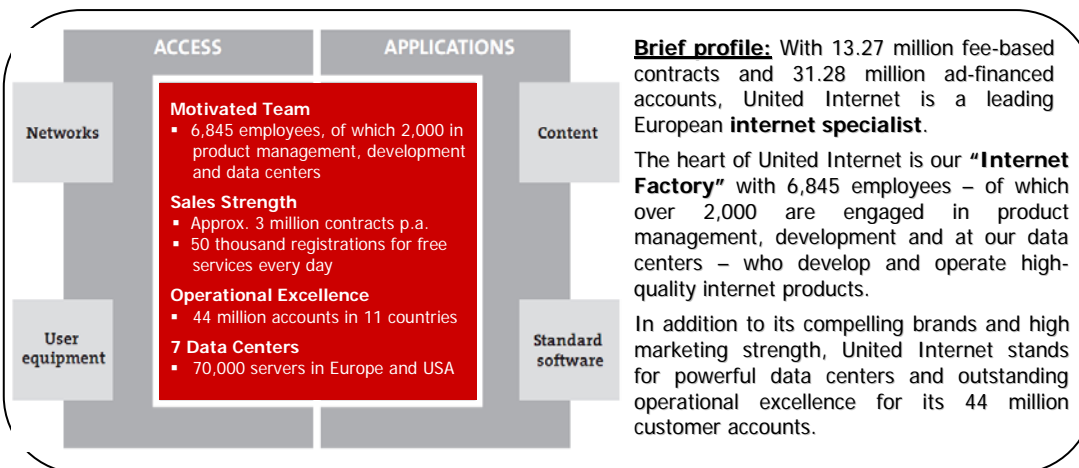 ACCESS
APPLICATIONS
Networks
User
equipment
Motivated Team
▪ 6,845 employees, of which 2,000 in
product management, development
and data centers
Sales Strength
▪ Approx. 3 million contracts p.a.
▪ 50 thousand registrations for free
services every day
Operational Excellence
▪ 44 million accounts in 11 countries
7 Data Centers
▪ 70,000 servers in Europe and USA
Content
Standard
software
Brief profile: With 13.27 million fee-based
contracts and 31.28 million ad-financed
accounts, United Internet is a leading
European internet specialist.
The heart of United Internet is our “Internet
Factory” with 6,845 employees – of which
over 2,000 are engaged in product
management, development and at our data
centers – who develop and operate high-
quality internet products.
In addition to its compelling brands and high
marketing strength, United Internet stands
for powerful data centers and outstanding
operational excellence for its 44 million
customer accounts.